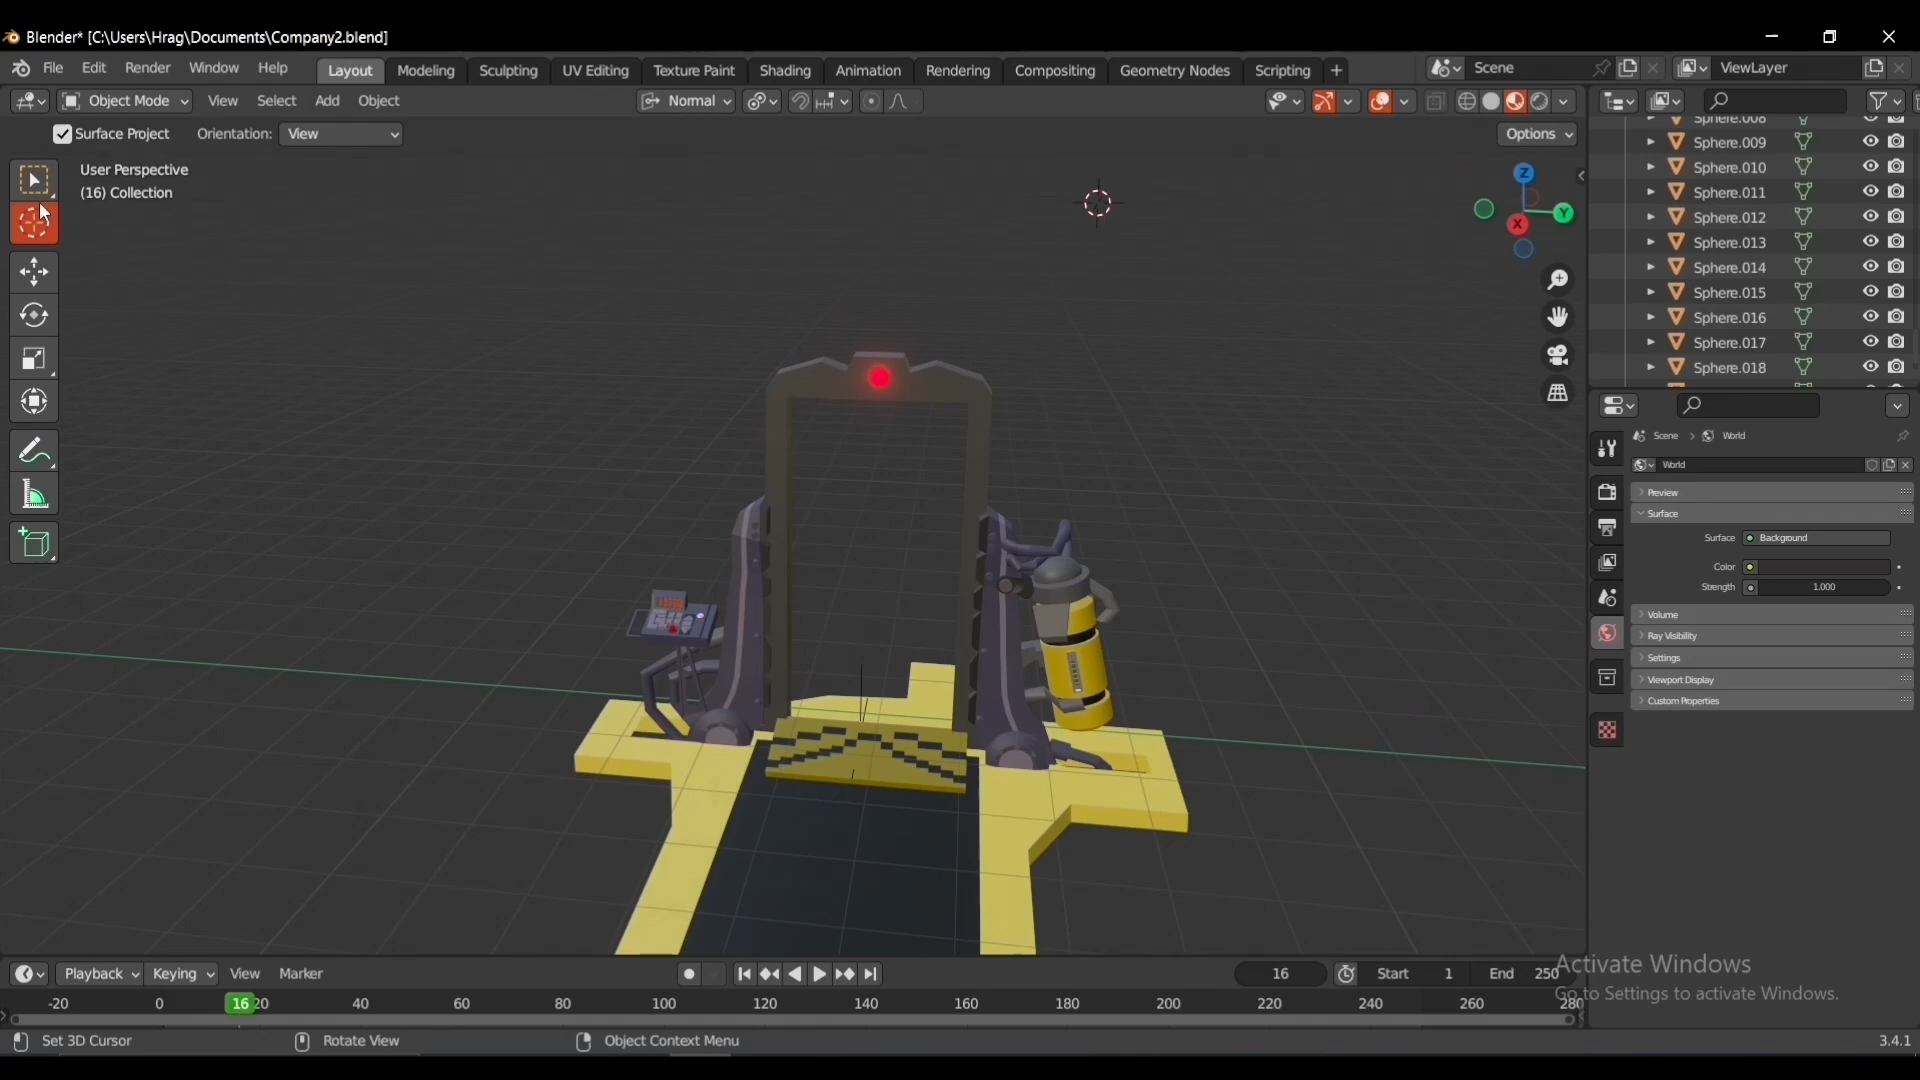 Blender* [C:\Users\Hrag\Documents\Company2.blend]
File Edit Render Window Help Layout Modeling Sculpting UV Editing Texture Paint Shading Animation Rendering Compositing Geometry Nodes Scripting + Scene ViewLayer
Object Mode View Select Add Object Normal
Surface Project Orientation: View Options
User Perspective
(16) Collection
Z
Y
X
Sphere.008
Sphere.009
Sphere.010
Sphere.011
Sphere.012
Sphere.013
Sphere.014
Sphere.015
Sphere.016
Sphere.017
Sphere.018
Scene > World
World
Preview
Surface
Surface Background
Color
Strength 1.000
Volume
Ray Visibility
Settings
Viewport Display
Custom Properties
Activate Windows
Go to Settings to activate Windows.
Playback Keying View Marker 16 Start 1 End 250
-20 0 16 20 40 60 80 100 120 140 160 180 200 220 240 260 280
Set 3D Cursor Rotate View Object Context Menu 3.4.1